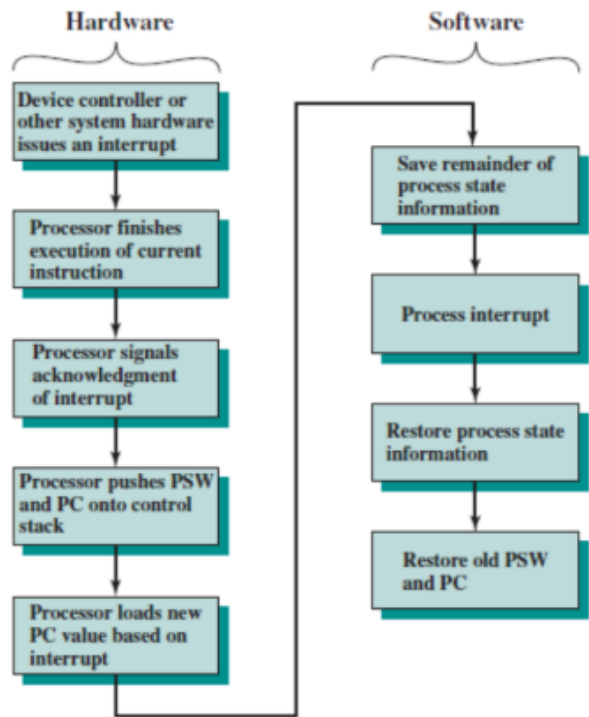 Hardware
Device controller or
other system hardware
issues an interrupt
Processor finishes
execution of current
instruction
Processor signals
acknowledgment
of interrupt
Processor pushes PSW
and PC onto control
stack
Processor loads new
PC value based on
interrupt
Software
Save remainder of
process state
information
Process interrupt
Restore process state
information
Restore old PSW
and PC